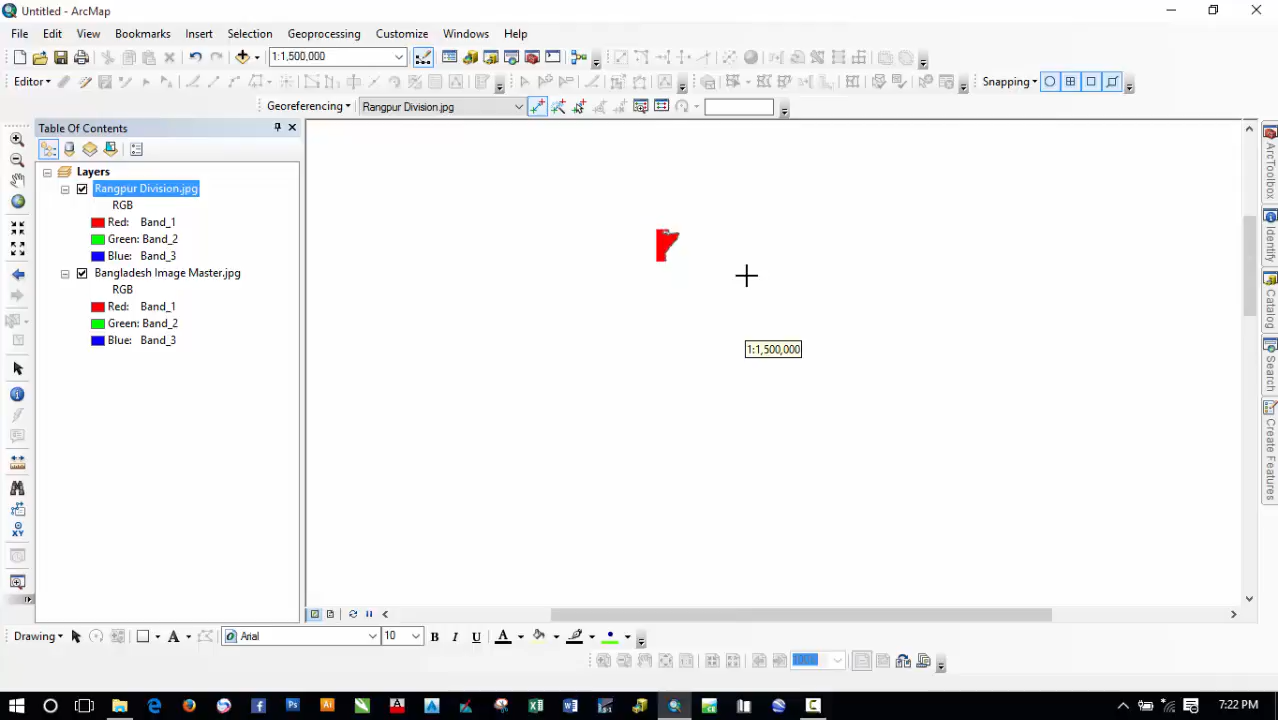 Untitled - ArcMap
File Edit View Bookmarks Insert Selection Geoprocessing Customize Windows Help
1:1,500,000
Editor Snapping
Georeferencing Rangpur Division.jpg
Table Of Contents
Layers
Rangpur Division.jpg
RGB
Red: Band_1
Green: Band_2
Blue: Band_3
Bangladesh Image Master.jpg
RGB
Red: Band_1
Green: Band_2
Blue: Band_3
1:1,500,000
ArcToolbox
Identify
Catalog
Search
Create Features
Drawing A Arial 10 B I U A
7:22 PM